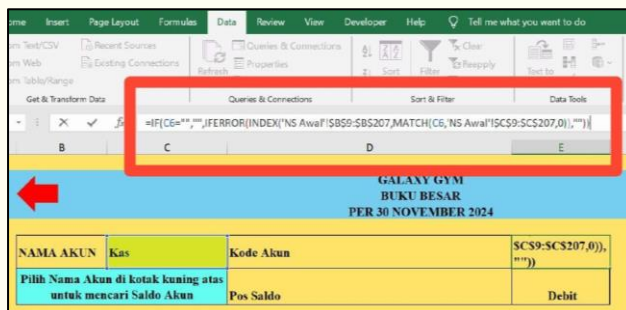 ome Insert Page Layout Formulas Data Review View Developer Help Tell me what you want to do
om Text/CSV Recent Sources Queries & Connections Clear
om Web Existing Connections Refresh Properties Sort Filter Reapply Text to
om Table/Range
Get & Transform Data Queries & Connections Sort & Filter Data Tools
=IF(C6="","",IFERROR(INDEX('NS Awal'!$B$9:$B$207,MATCH(C6,'NS Awal'!$C$9:$C$207,0)),""))
B C D E
GALAXY GYM
BUKU BESAR
PER 30 NOVEMBER 2024
NAMA AKUN Kas Kode Akun $C$9:$C$207,0)),
""))
Pilih Nama Akun di kotak kuning atas
untuk mencari Saldo Akun Pos Saldo Debit